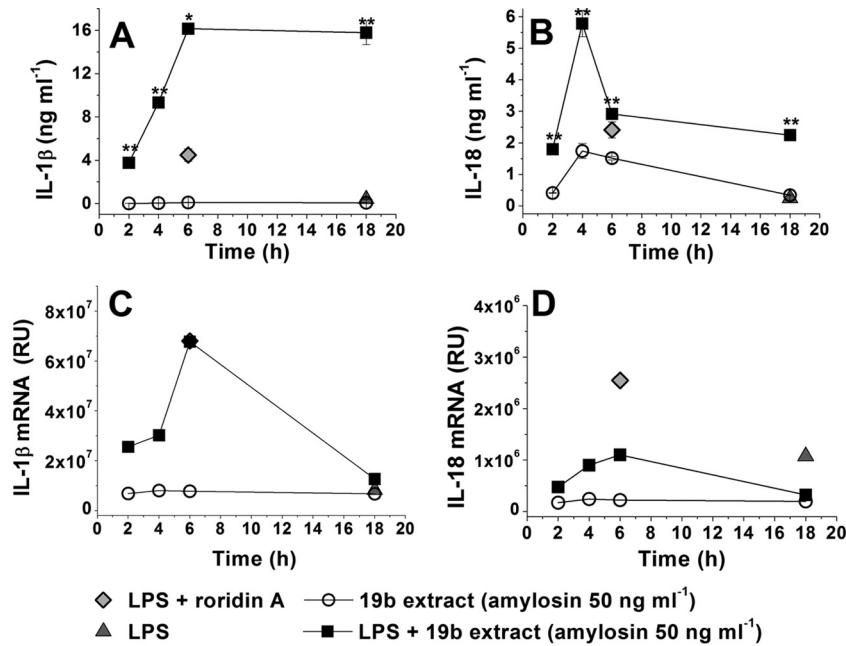 A
IL-1β (ng ml⁻¹)
16
12
8
4
0
**
**
*
**
0 2 4 6 8 10 12 14 16 18 20
Time (h)
B
IL-18 (ng ml⁻¹)
6
5
4
3
2
1
0
**
**
**
**
0 2 4 6 8 10 12 14 16 18 20
Time (h)
C
IL-1β mRNA (RU)
8x10⁷
6x10⁷
4x10⁷
2x10⁷
0
0 2 4 6 8 10 12 14 16 18 20
Time (h)
D
IL-18 mRNA (RU)
4x10⁶
3x10⁶
2x10⁶
1x10⁶
0
0 2 4 6 8 10 12 14 16 18 20
Time (h)
LPS + roridin A
19b extract (amylosin 50 ng ml⁻¹)
LPS
LPS + 19b extract (amylosin 50 ng ml⁻¹)